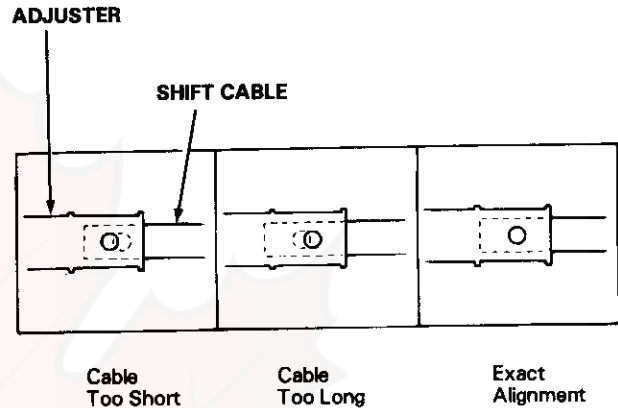 ADJUSTER
SHIFT CABLE
Cable
Too Short
Cable
Too Long
Exact
Alignment